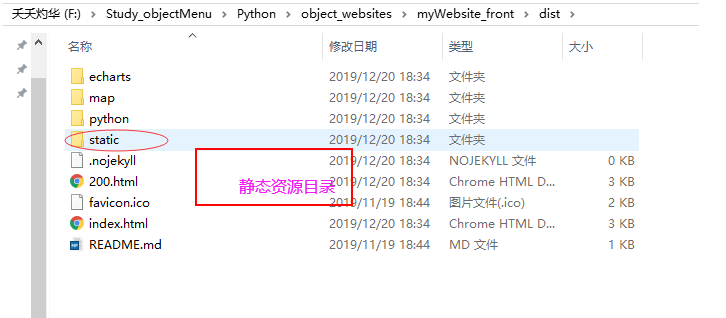 夭夭灼华 (F:) > Study_objectMenu > Python > object_websites > myWebsite_front > dist >
名称 修改日期 类型 大小
echarts 2019/12/20 18:34 文件夹
map 2019/12/20 18:34 文件夹
python 2019/12/20 18:34 文件夹
static 2019/12/20 18:34 文件夹
.nojekyll 2019/12/20 18:34 NOJEKYLL 文件 0 KB
200.html 2019/12/20 18:34 Chrome HTML D... 3 KB
静态资源目录
favicon.ico 2019/11/19 18:44 图片文件(.ico) 2 KB
index.html 2019/12/20 18:34 Chrome HTML D... 3 KB
README.md 2019/11/19 18:44 MD 文件 1 KB